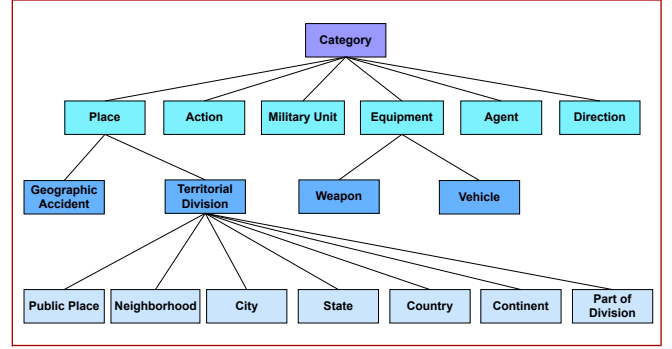 Category
Place
Action
Military Unit
Equipment
Agent
Direction
Geographic
Accident
Territorial
Division
Weapon
Vehicle
Public Place
Neighborhood
City
State
Country
Continent
Part of
Division